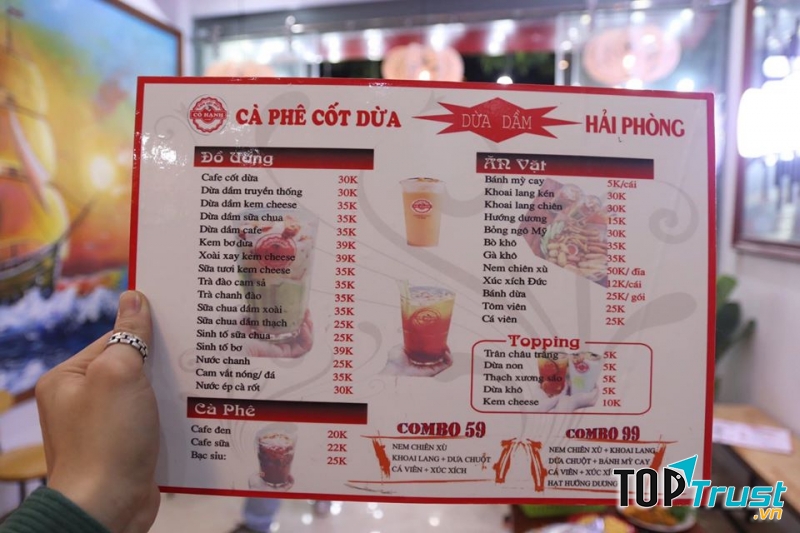 CÔ HẠNH
CÀ PHÊ CỐT DỪA
DỪA DẦM
HẢI PHÒNG
Đồ Uống
Cafe cốt dừa 30K
Dừa dầm truyền thống 30K
Dừa dầm kem cheese 35K
Dừa dầm sữa chua 35K
Dừa dầm cafe 35K
Kem bơ dừa 39K
Xoài xay kem cheese 39K
Sữa tươi kem cheese 35K
Trà đào cam sả 35K
Trà chanh đào 35K
Sữa chua dầm xoài 35K
Sữa chua dầm thạch 25K
Sinh tố sữa chua 25K
Sinh tố bơ 39K
Nước chanh 25K
Cam vắt nóng/ đá 35K
Nước ép cà rốt 30K
Cà Phê
Cafe đen 20K
Cafe sữa 22K
Bạc sỉu: 25K
Ăn Vặt
Bánh mỳ cay 5K/cái
Khoai lang kén 30K
Khoai lang chiên 30K
Hướng dương 15K
Bỏng ngô Mỹ 30K
Bò khô 35K
Gà khô 35K
Nem chiên xù 50K/ đĩa
Xúc xích Đức 12K/cái
Bánh dừa 25K/ gói
Tôm viên 25K
Cá viên 25K
Topping
Trân châu trắng 5K
Dừa non 5K
Thạch xương sáo 5K
Dừa khô 5K
Kem cheese 10K
COMBO 59
NEM CHIÊN XÙ
KHOAI LANG + DƯA CHUỘT
CÁ VIÊN + XÚC XÍCH
COMBO 99
NEM CHIÊN XÙ + KHOAI LANG
DƯA CHUỘT + BÁNH MỲ CAY
CÁ VIÊN + XÚC
HẠT HƯỚNG DƯƠNG
TOPTrust.vn